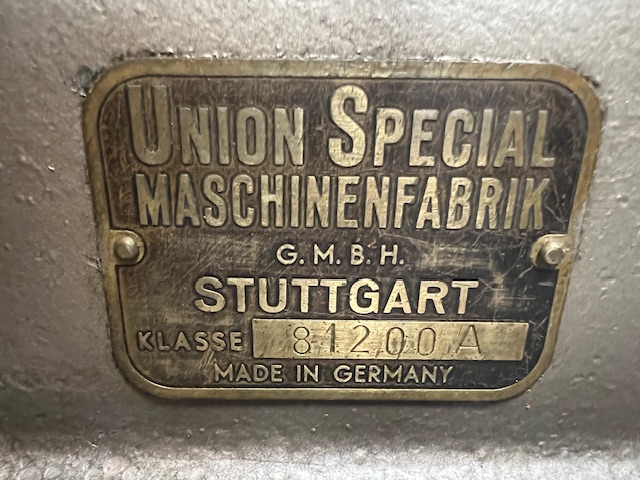 UNION SPECIAL
MASCHINENFABRIK
G. M. B. H.
STUTTGART
KLASSE 81200 A
MADE IN GERMANY